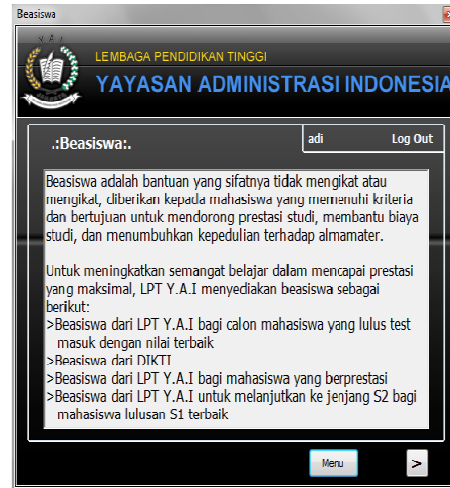 Beasiswa
Y. A. I
LEMBAGA PENDIDIKAN TINGGI
YAYASAN ADMINISTRASI INDONESIA
JAKARTA
.:Beasiswa:.
adi Log Out
Beasiswa adalah bantuan yang sifatnya tidak mengikat atau
mengikat, diberikan kepada mahasiswa yang memenuhi kriteria
dan bertujuan untuk mendorong prestasi studi, membantu biaya
studi, dan menumbuhkan kepedulian terhadap almamater.
Untuk meningkatkan semangat belajar dalam mencapai prestasi
yang maksimal, LPT Y.A.I menyediakan beasiswa sebagai
berikut:
>Beasiswa dari LPT Y.A.I bagi calon mahasiswa yang lulus test
masuk dengan nilai terbaik
>Beasiswa dari DIKTI
>Beasiswa dari LPT Y.A.I bagi mahasiswa yang berprestasi
>Beasiswa dari LPT Y.A.I untuk melanjutkan ke jenjang S2 bagi
mahasiswa lulusan S1 terbaik
Menu >